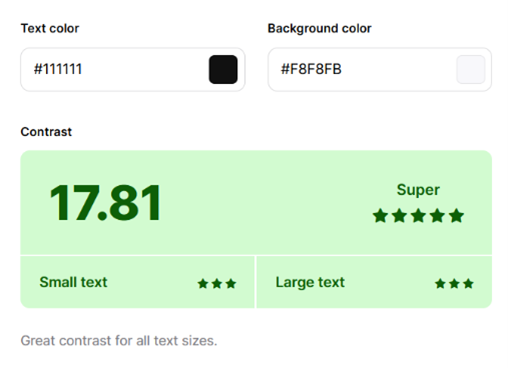 Text color
Background color
#111111
#F8F8FB
Contrast
17.81
Super
Small text
Large text
Great contrast for all text sizes.